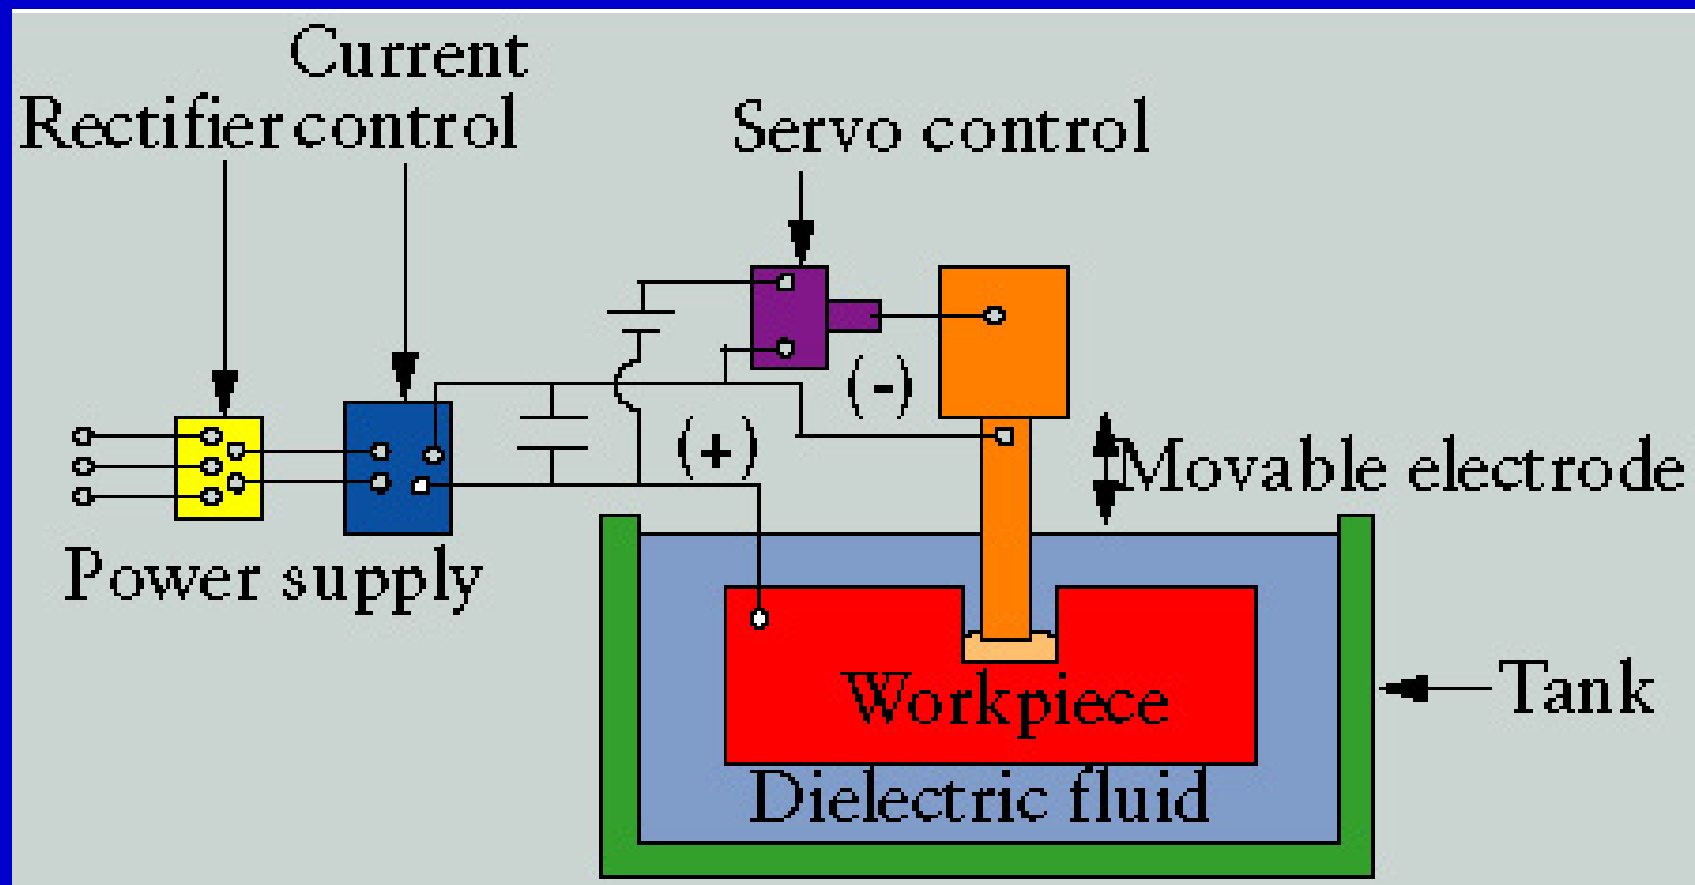 Current
Rectifier control
Servo control
(-)
(+)
Movable electrode
Power supply
Workpiece
Tank
Dielectric fluid